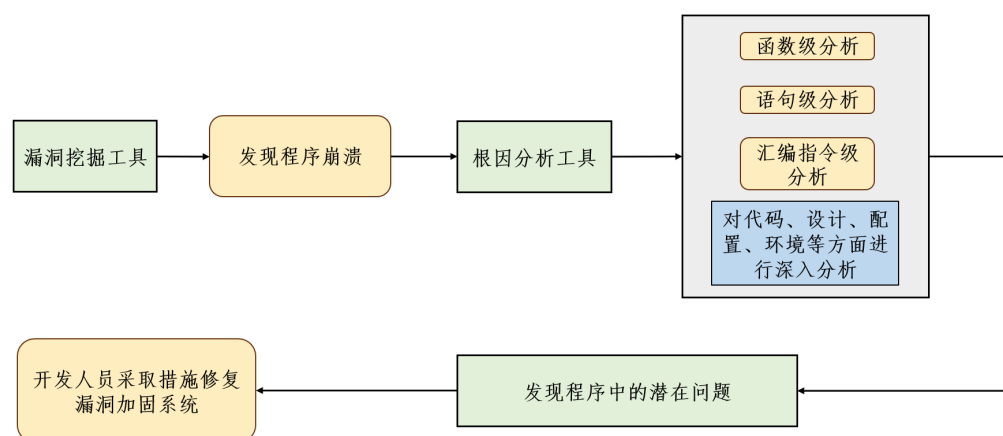 漏洞挖掘工具
发现程序崩溃
根因分析工具
函数级分析
语句级分析
汇编指令级
分析
对代码、设计、配
置、环境等方面进
行深入分析
发现程序中的潜在问题
开发人员采取措施修复
漏洞加固系统